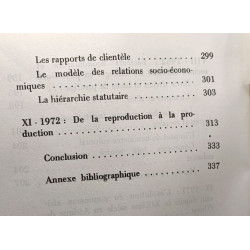 Les rapports de clientèle . . . . . . 299
Le modèle des relations socio-écono-
miques . . . . . . . . . . 301
La hiérarchie statutaire . . . . . . 303
XI - 1972 : De la reproduction à la pro-
duction . . . . . . . . . . 313
Conclusion . . . . . . . . . 333
Annexe bibliographique . . . . . . 337